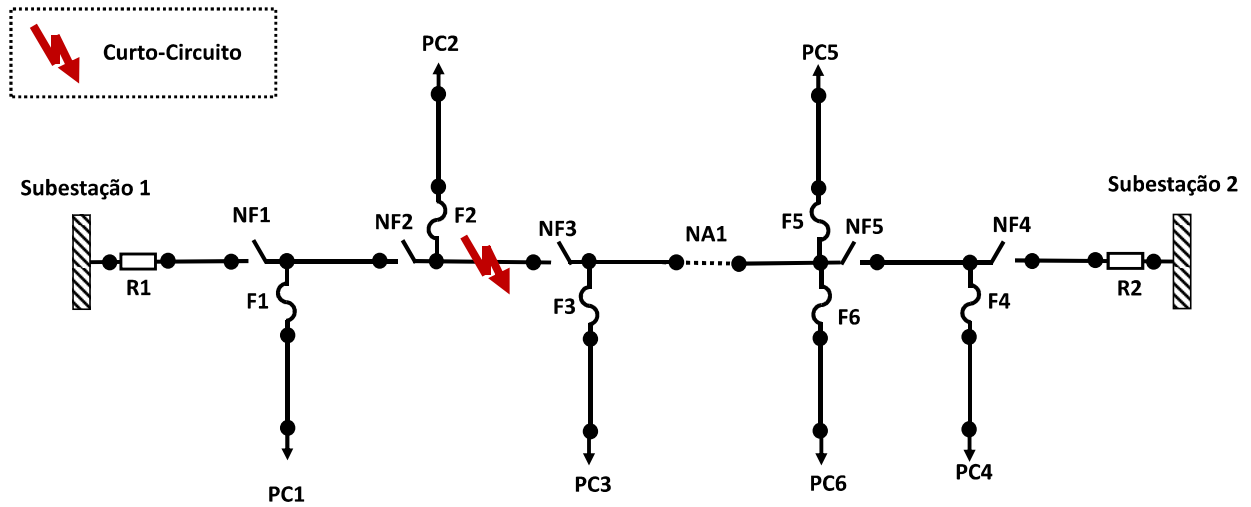 Curto-Circuito
PC2
PC5
Subestação 1
Subestação 2
NF1
NF2
F2
NF3
NA1
F5
NF5
NF4
R1
F1
F3
F6
F4
R2
PC1
PC3
PC6
PC4